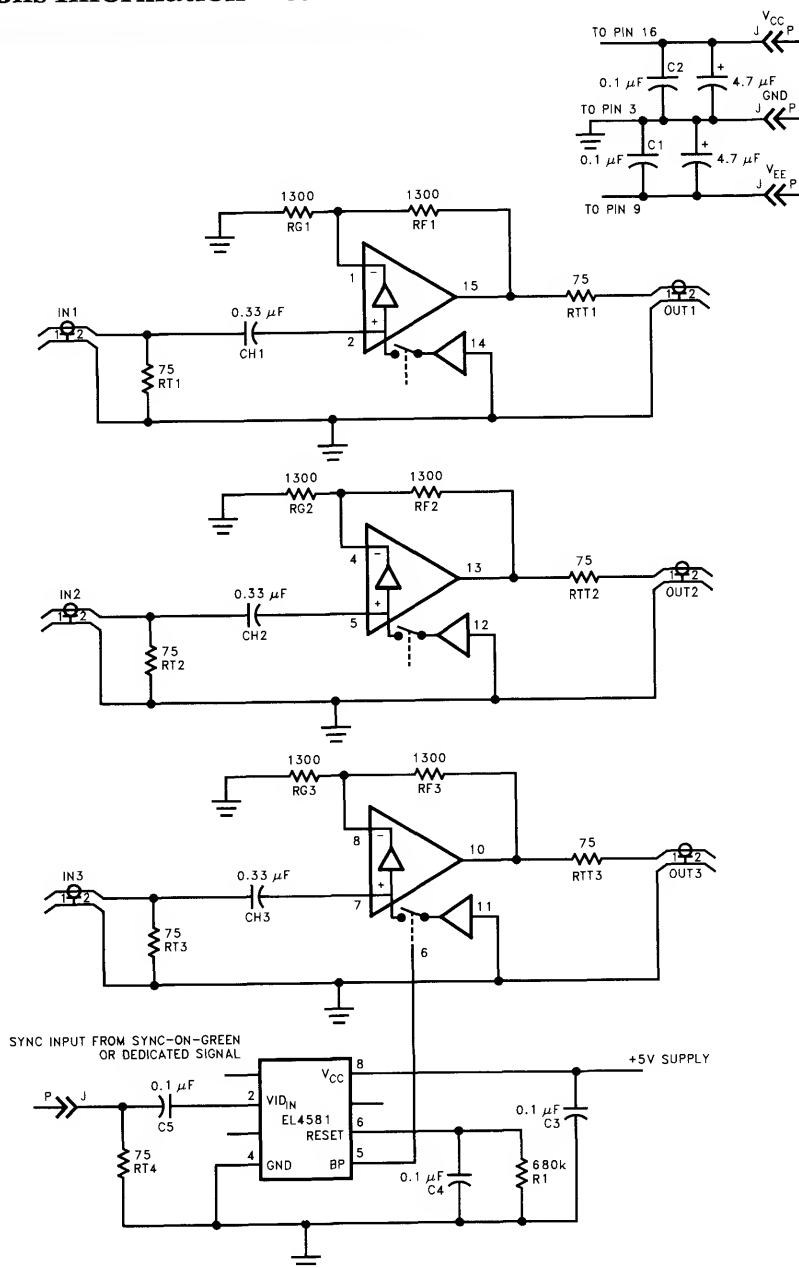 V_CC
TO PIN 16
J P
C2
+
0.1 μF
4.7 μF
GND
TO PIN 3
J P
C1
+
0.1 μF
4.7 μF
V_EE
J P
TO PIN 9
1300
1300
RG1
RF1
1
-
15
75
IN1
0.33 μF
+
RTT1
1 2
OUT1
1 2
CH1
2
14
75
RT1
1300
1300
RG2
RF2
4
-
13
75
IN2
0.33 μF
+
RTT2
1 2
OUT2
1 2
CH2
5
12
75
RT2
1300
1300
RG3
RF3
8
-
10
75
IN3
0.33 μF
+
RTT3
1 2
OUT3
1 2
CH3
7
11
75
RT3
6
SYNC INPUT FROM SYNC-ON-GREEN
OR DEDICATED SIGNAL
8
+5V SUPPLY
V_CC
P J
0.1 μF
2
VID_IN
0.1 μF
C3
C5
EL4581
6
RESET
75
RT4
4
GND
BP
5
0.1 μF
C4
680k
R1